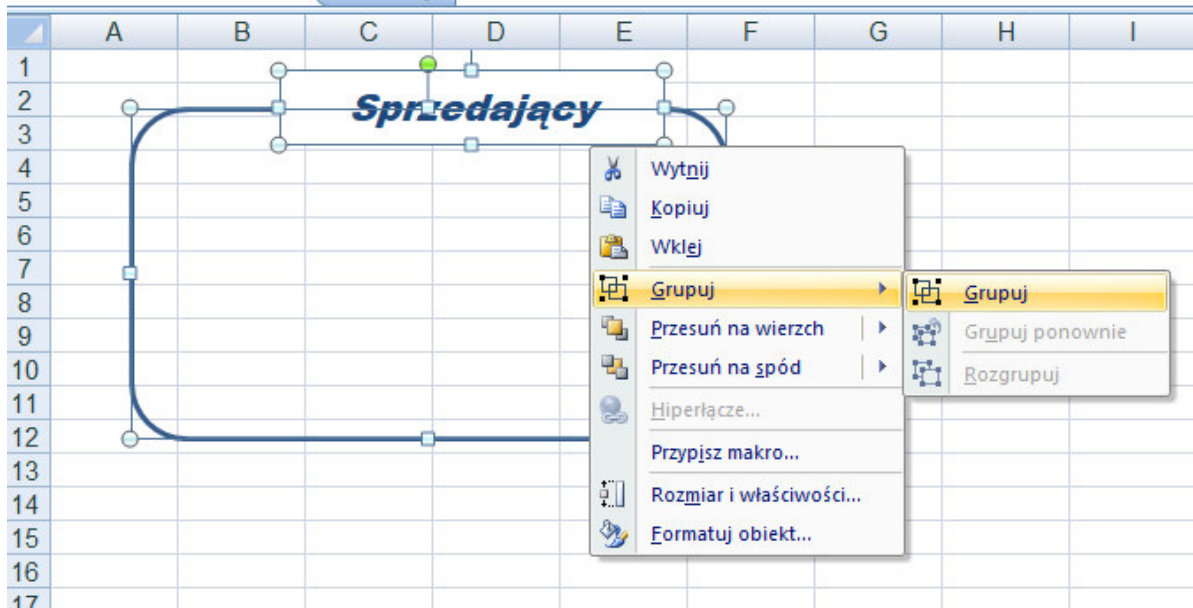 A B C D E F G H I
1
2
Sprzedający
3
4
5
6
7
8
9
10
11
12
13
14
15
16
17
Wytnij
Kopiuj
Wklej
Grupuj
Przesuń na wierzch
Przesuń na spód
Hiperłącze...
Przypisz makro...
Rozmiar i właściwości...
Formatuj obiekt...
Grupuj
Grupuj ponownie
Rozgrupuj